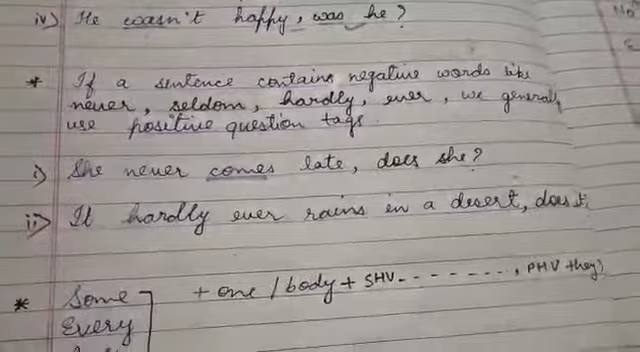 iv) He wasn't happy, was he?
* If a sentence contains negative words like
never, seldom, hardly, ever, we generally
use positive question tags.
i) She never comes late, does she?
ii) It hardly ever rains in a desert, does it
* Some + one / body + SHV - - - - - - -, PHV they?
Every
No